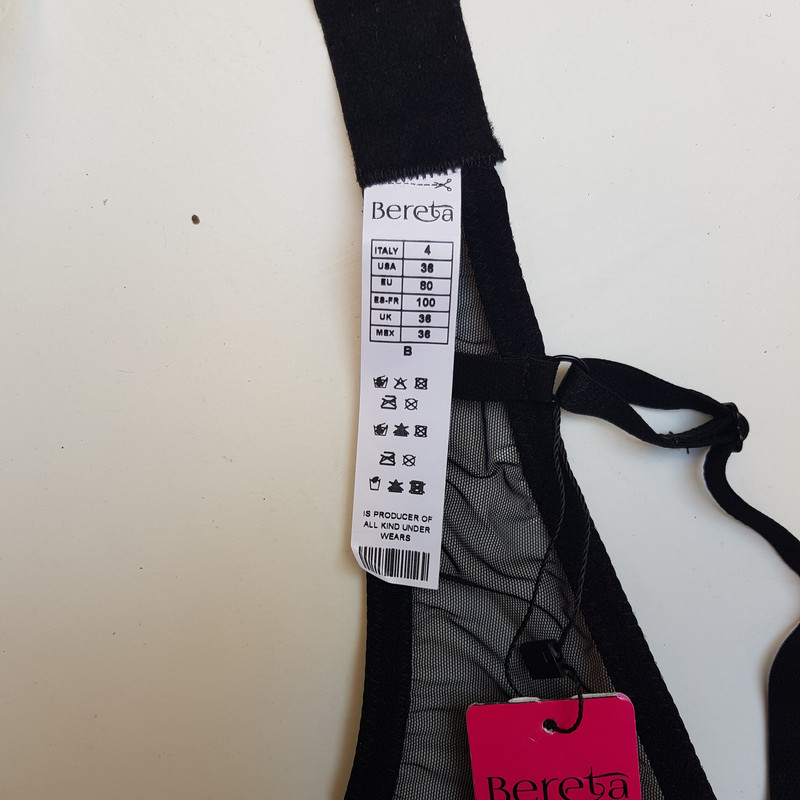 Bereta
ITALY 4
USA 36
EU 80
ES-FR 100
UK 36
MEX 36
B
IS PRODUCER OF
ALL KIND UNDER
WEARS
Bereta